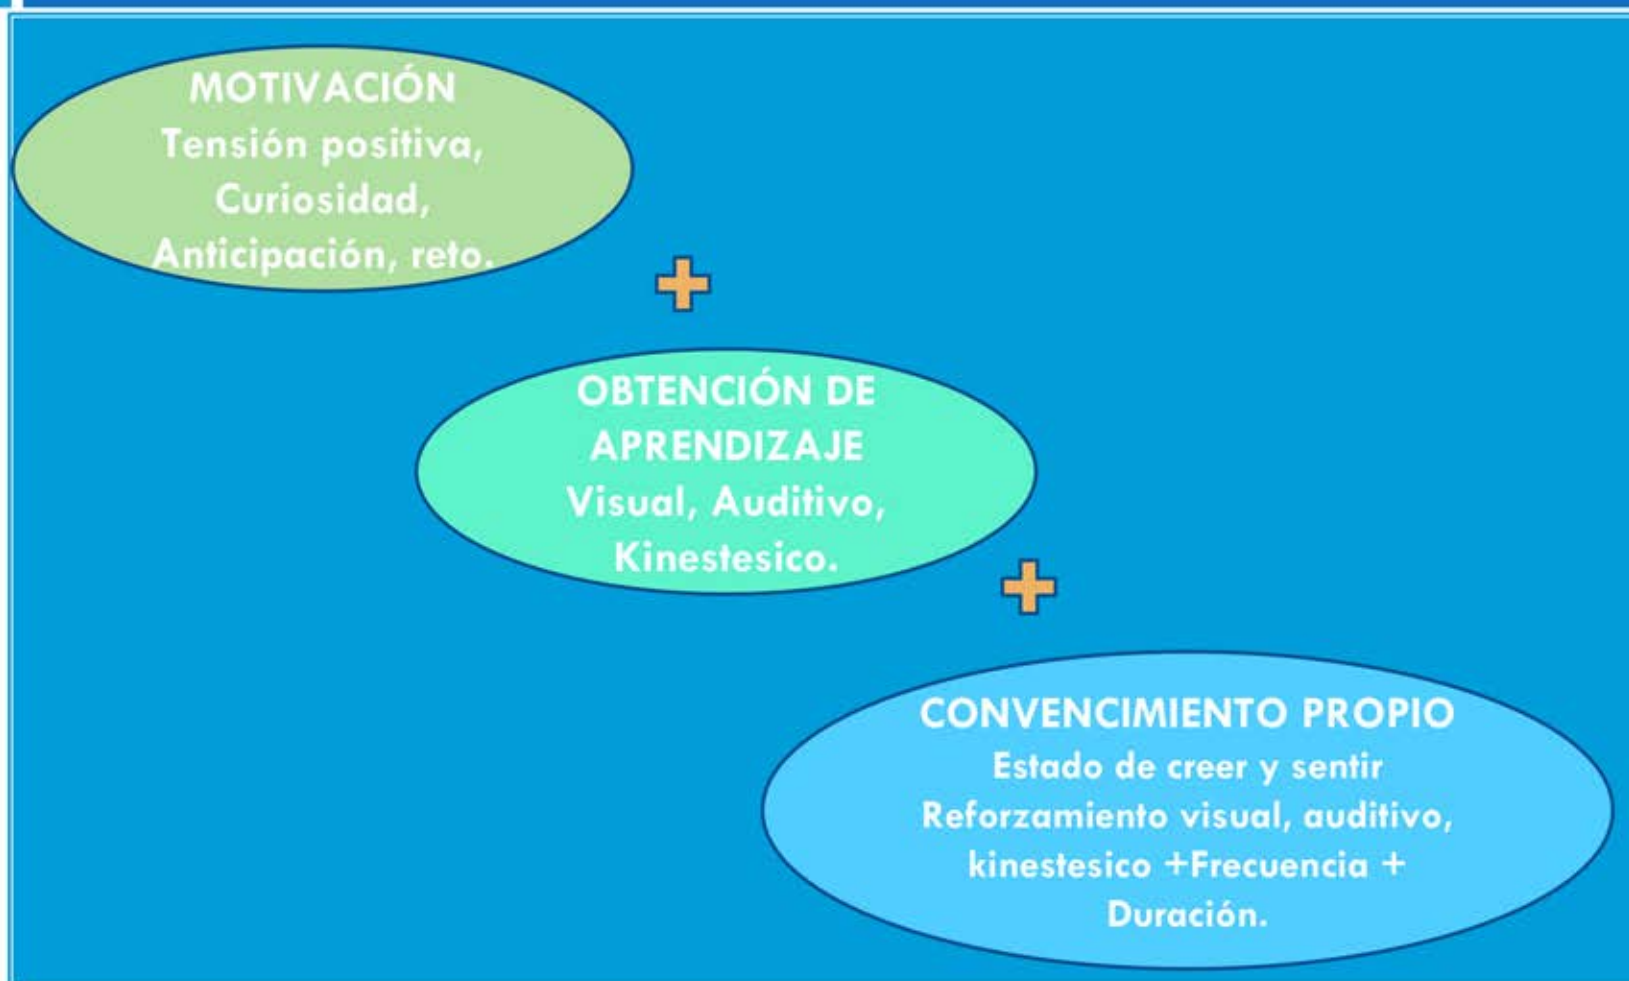 MOTIVACIÓN
Tensión positiva,
Curiosidad,
Anticipación, reto.
OBTENCIÓN DE
APRENDIZAJE
Visual, Auditivo,
Kinestesico.
CONVENCIMIENTO PROPIO
Estado de creer y sentir
Reforzamiento visual, auditivo,
kinestesico +Frecuencia +
Duración.